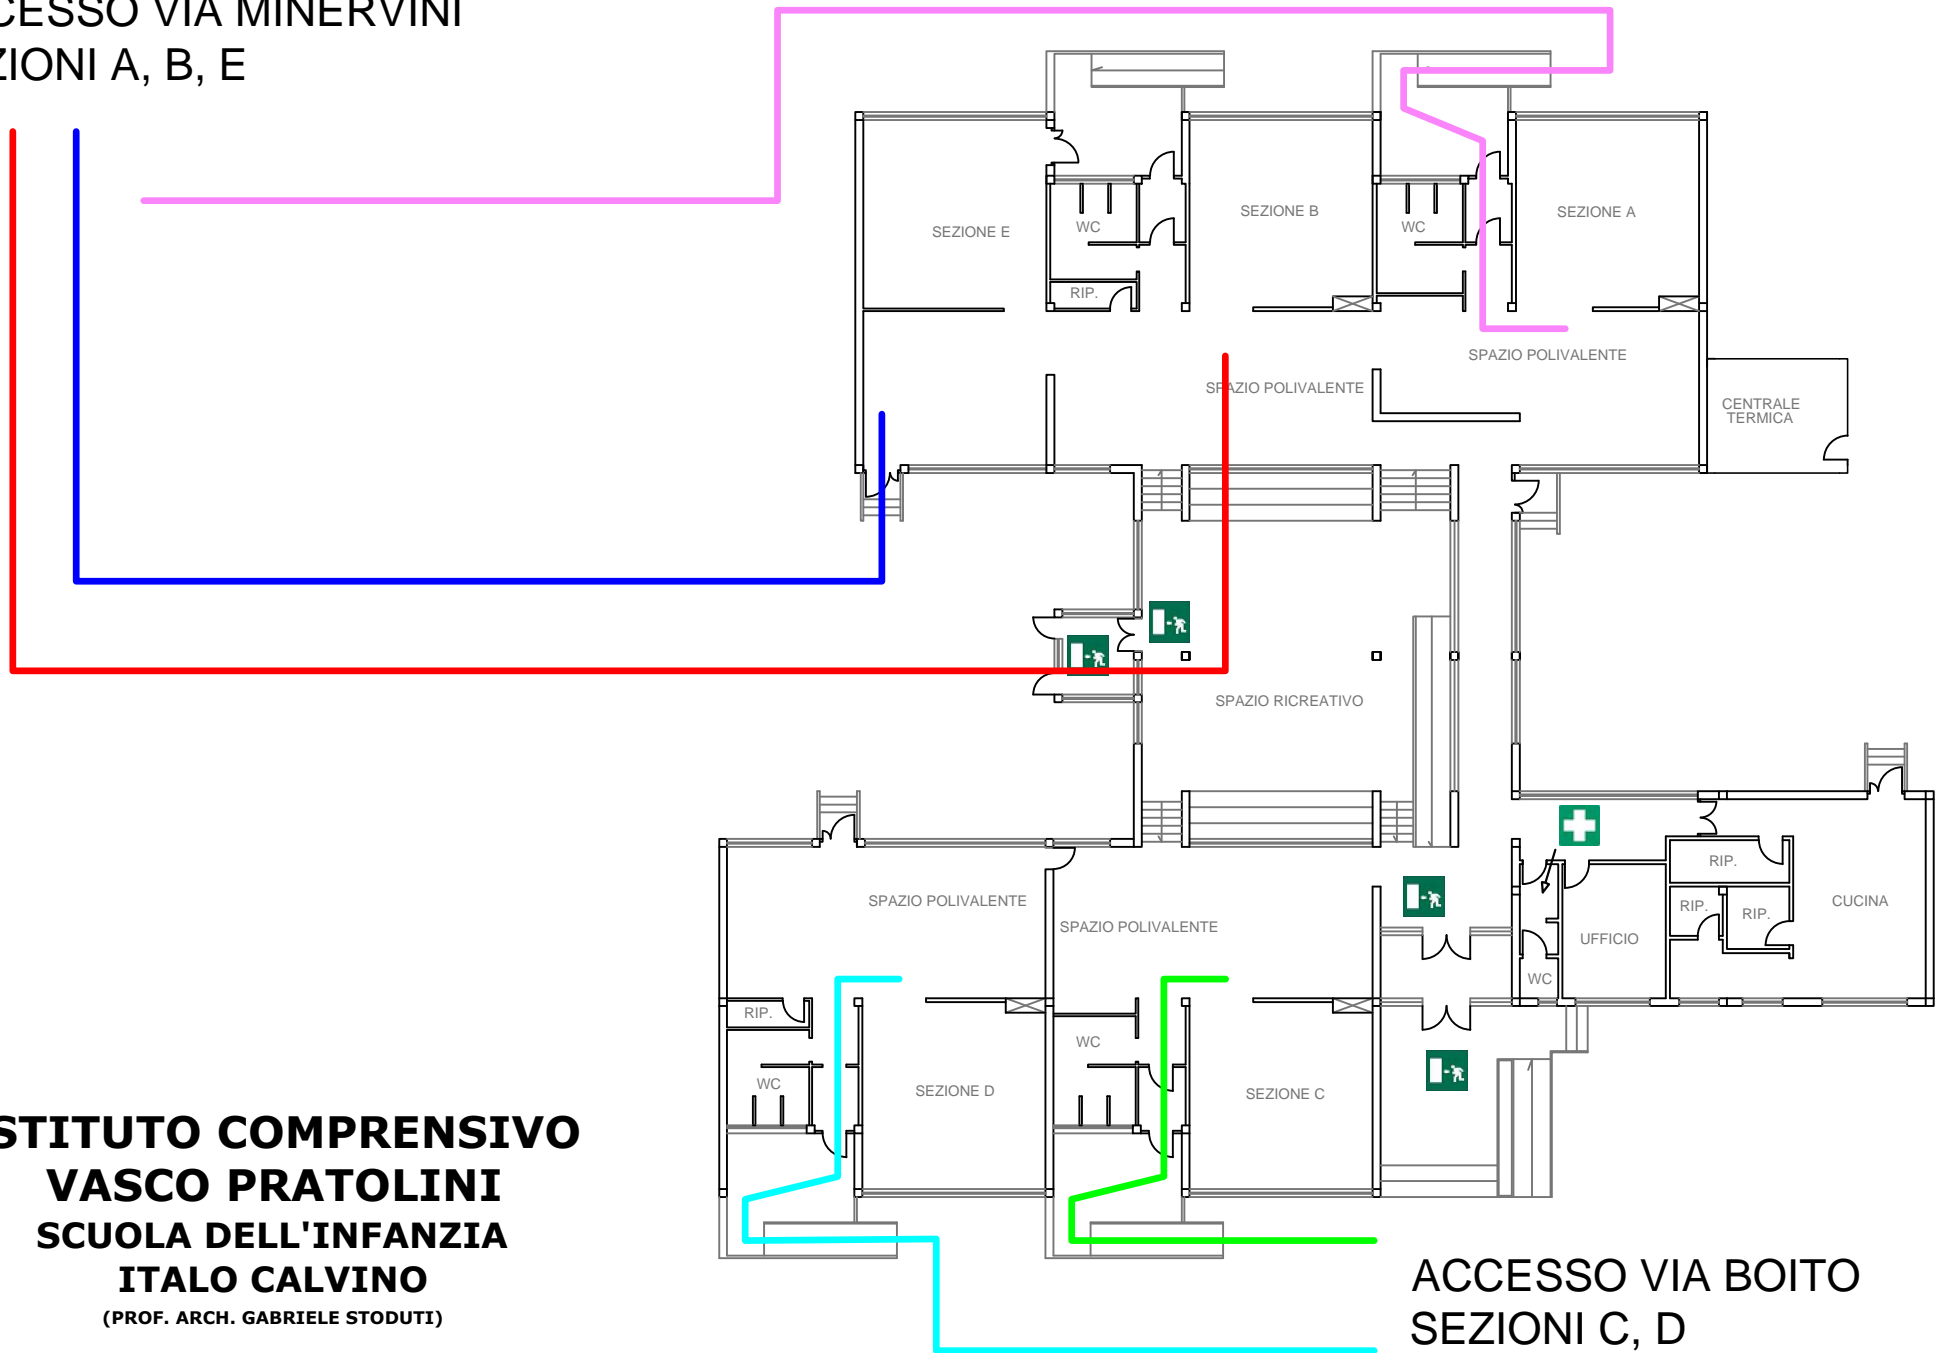 CESSO VIA MINERVINI
ZIONI A, B, E
SEZIONE E
WC
RIP.
SEZIONE B
WC
SEZIONE A
SPAZIO POLIVALENTE
SPAZIO POLIVALENTE
CENTRALE
TERMICA
SPAZIO RICREATIVO
SPAZIO POLIVALENTE
SPAZIO POLIVALENTE
RIP.
RIP.
RIP.
CUCINA
UFFICIO
WC
RIP.
WC
SEZIONE D
WC
SEZIONE C
STITUTO COMPRENSIVO
VASCO PRATOLINI
SCUOLA DELL'INFANZIA
ITALO CALVINO
(PROF. ARCH. GABRIELE STODUTI)
ACCESSO VIA BOITO
SEZIONI C, D